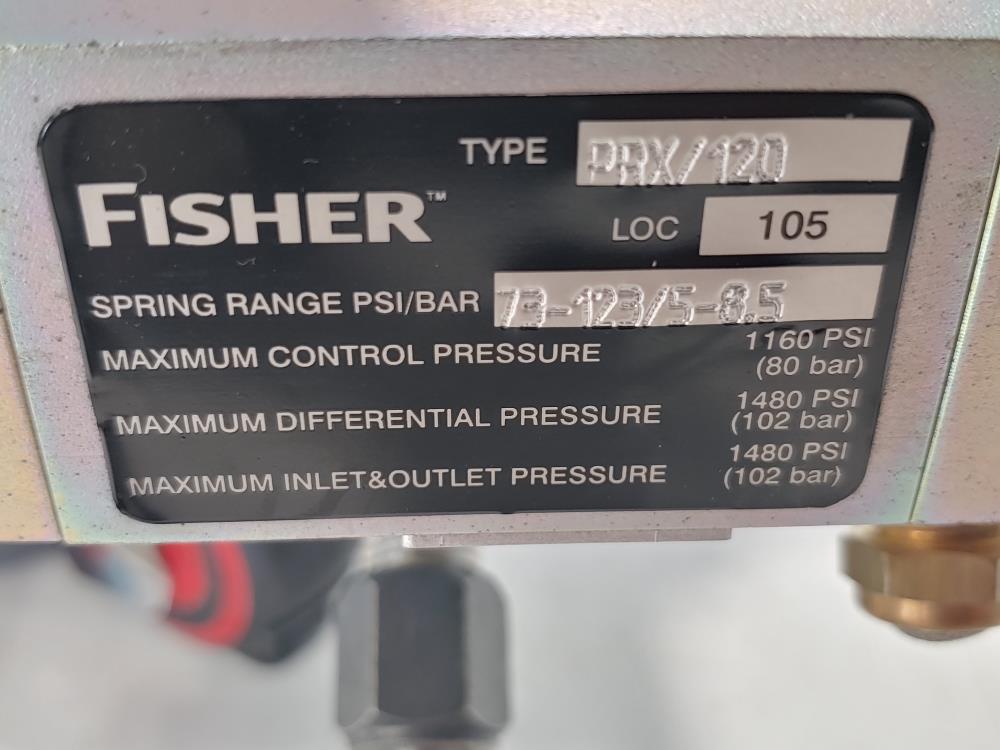 TYPE PRX/120
FISHER™
LOC 105
SPRING RANGE PSI/BAR 73-123/5-8.5
MAXIMUM CONTROL PRESSURE 1160 PSI
(80 bar)
MAXIMUM DIFFERENTIAL PRESSURE 1480 PSI
(102 bar)
MAXIMUM INLET&OUTLET PRESSURE 1480 PSI
(102 bar)